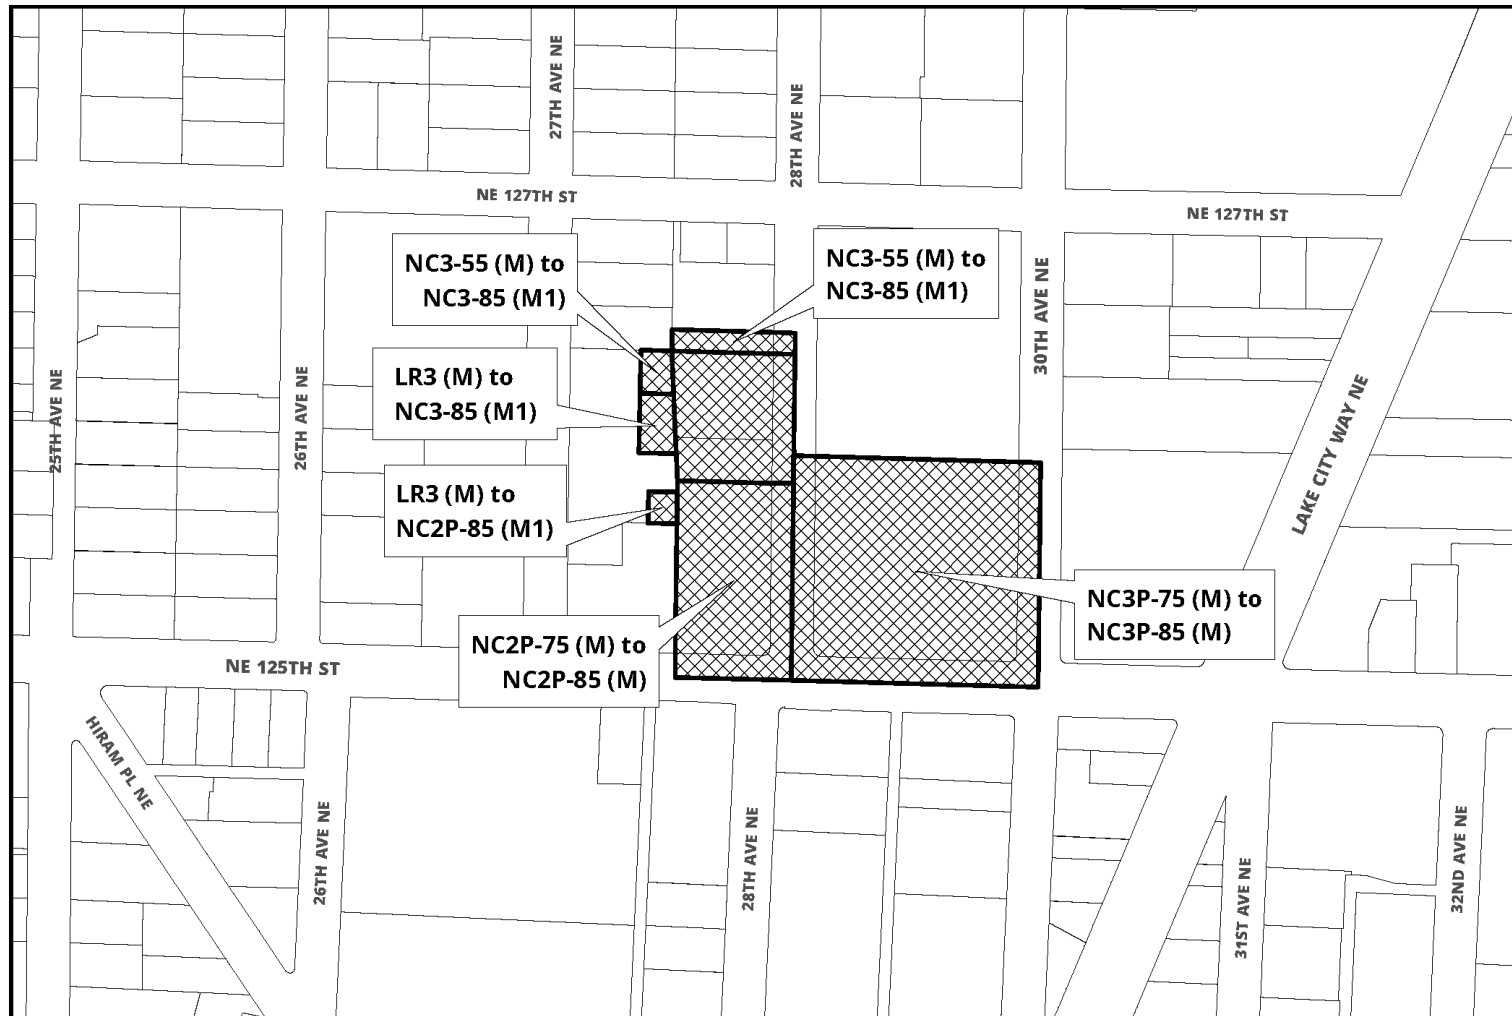 27TH AVE NE
28TH AVE NE
NE 127TH ST
NE 127TH ST
NC3-55 (M) to
NC3-85 (M1)
NC3-55 (M) to
NC3-85 (M1)
30TH AVE NE
LR3 (M) to
NC3-85 (M1)
25TH AVE NE
26TH AVE NE
LAKE CITY WAY NE
LR3 (M) to
NC2P-85 (M1)
NC3P-75 (M) to
NC3P-85 (M)
NC2P-75 (M) to
NC2P-85 (M)
NE 125TH ST
HIRAM PL NE
26TH AVE NE
28TH AVE NE
31ST AVE NE
32ND AVE NE